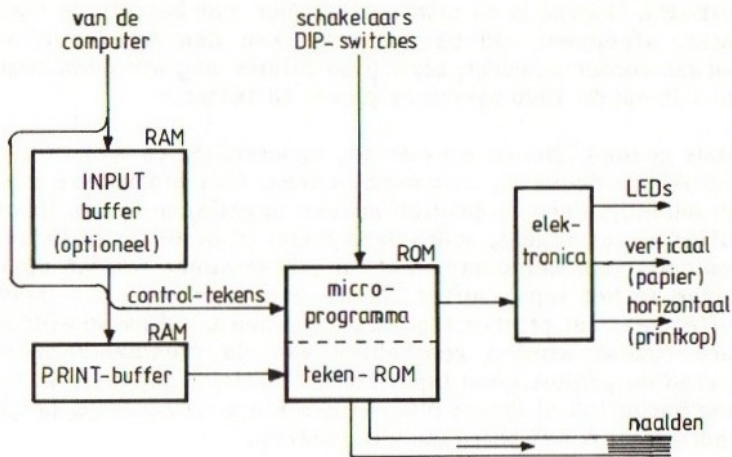 van de
computer
schakelaars
DIP-switches
RAM
INPUT
buffer
(optioneel)
control-tekens
RAM
PRINT-buffer
ROM
micro-
programma
teken-ROM
elek-
tronica
LEDs
verticaal
(papier)
horizontaal
(printkop)
naalden